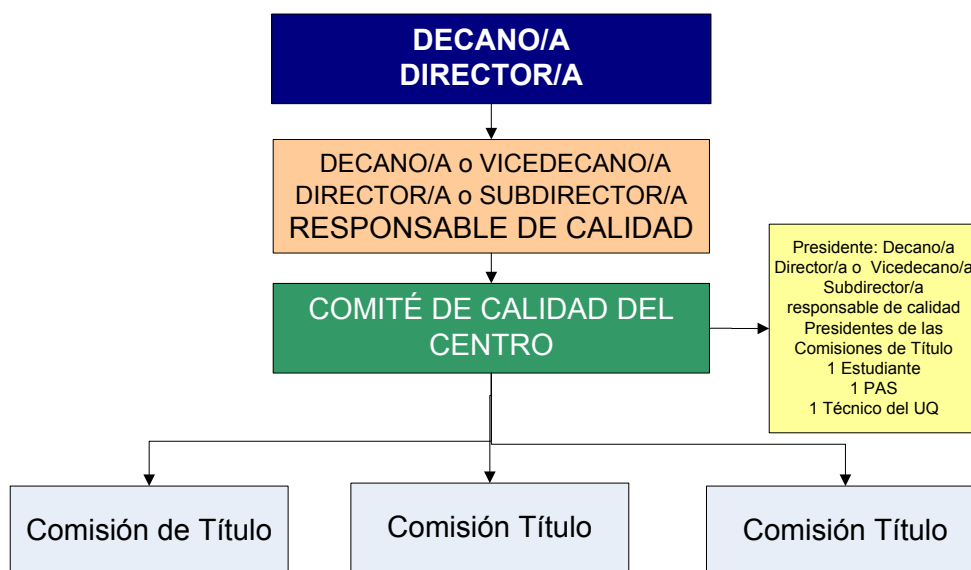 DECANO/A
DIRECTOR/A
DECANO/A o VICEDECANO/A
DIRECTOR/A o SUBDIRECTOR/A
RESPONSABLE DE CALIDAD
COMITÉ DE CALIDAD DEL
CENTRO
Presidente: Decano/a
Director/a o Vicedecano/a
Subdirector/a
responsable de calidad
Presidentes de las
Comisiones de Título
1 Estudiante
1 PAS
1 Técnico del UQ
Comisión de Título
Comisión Título
Comisión Título